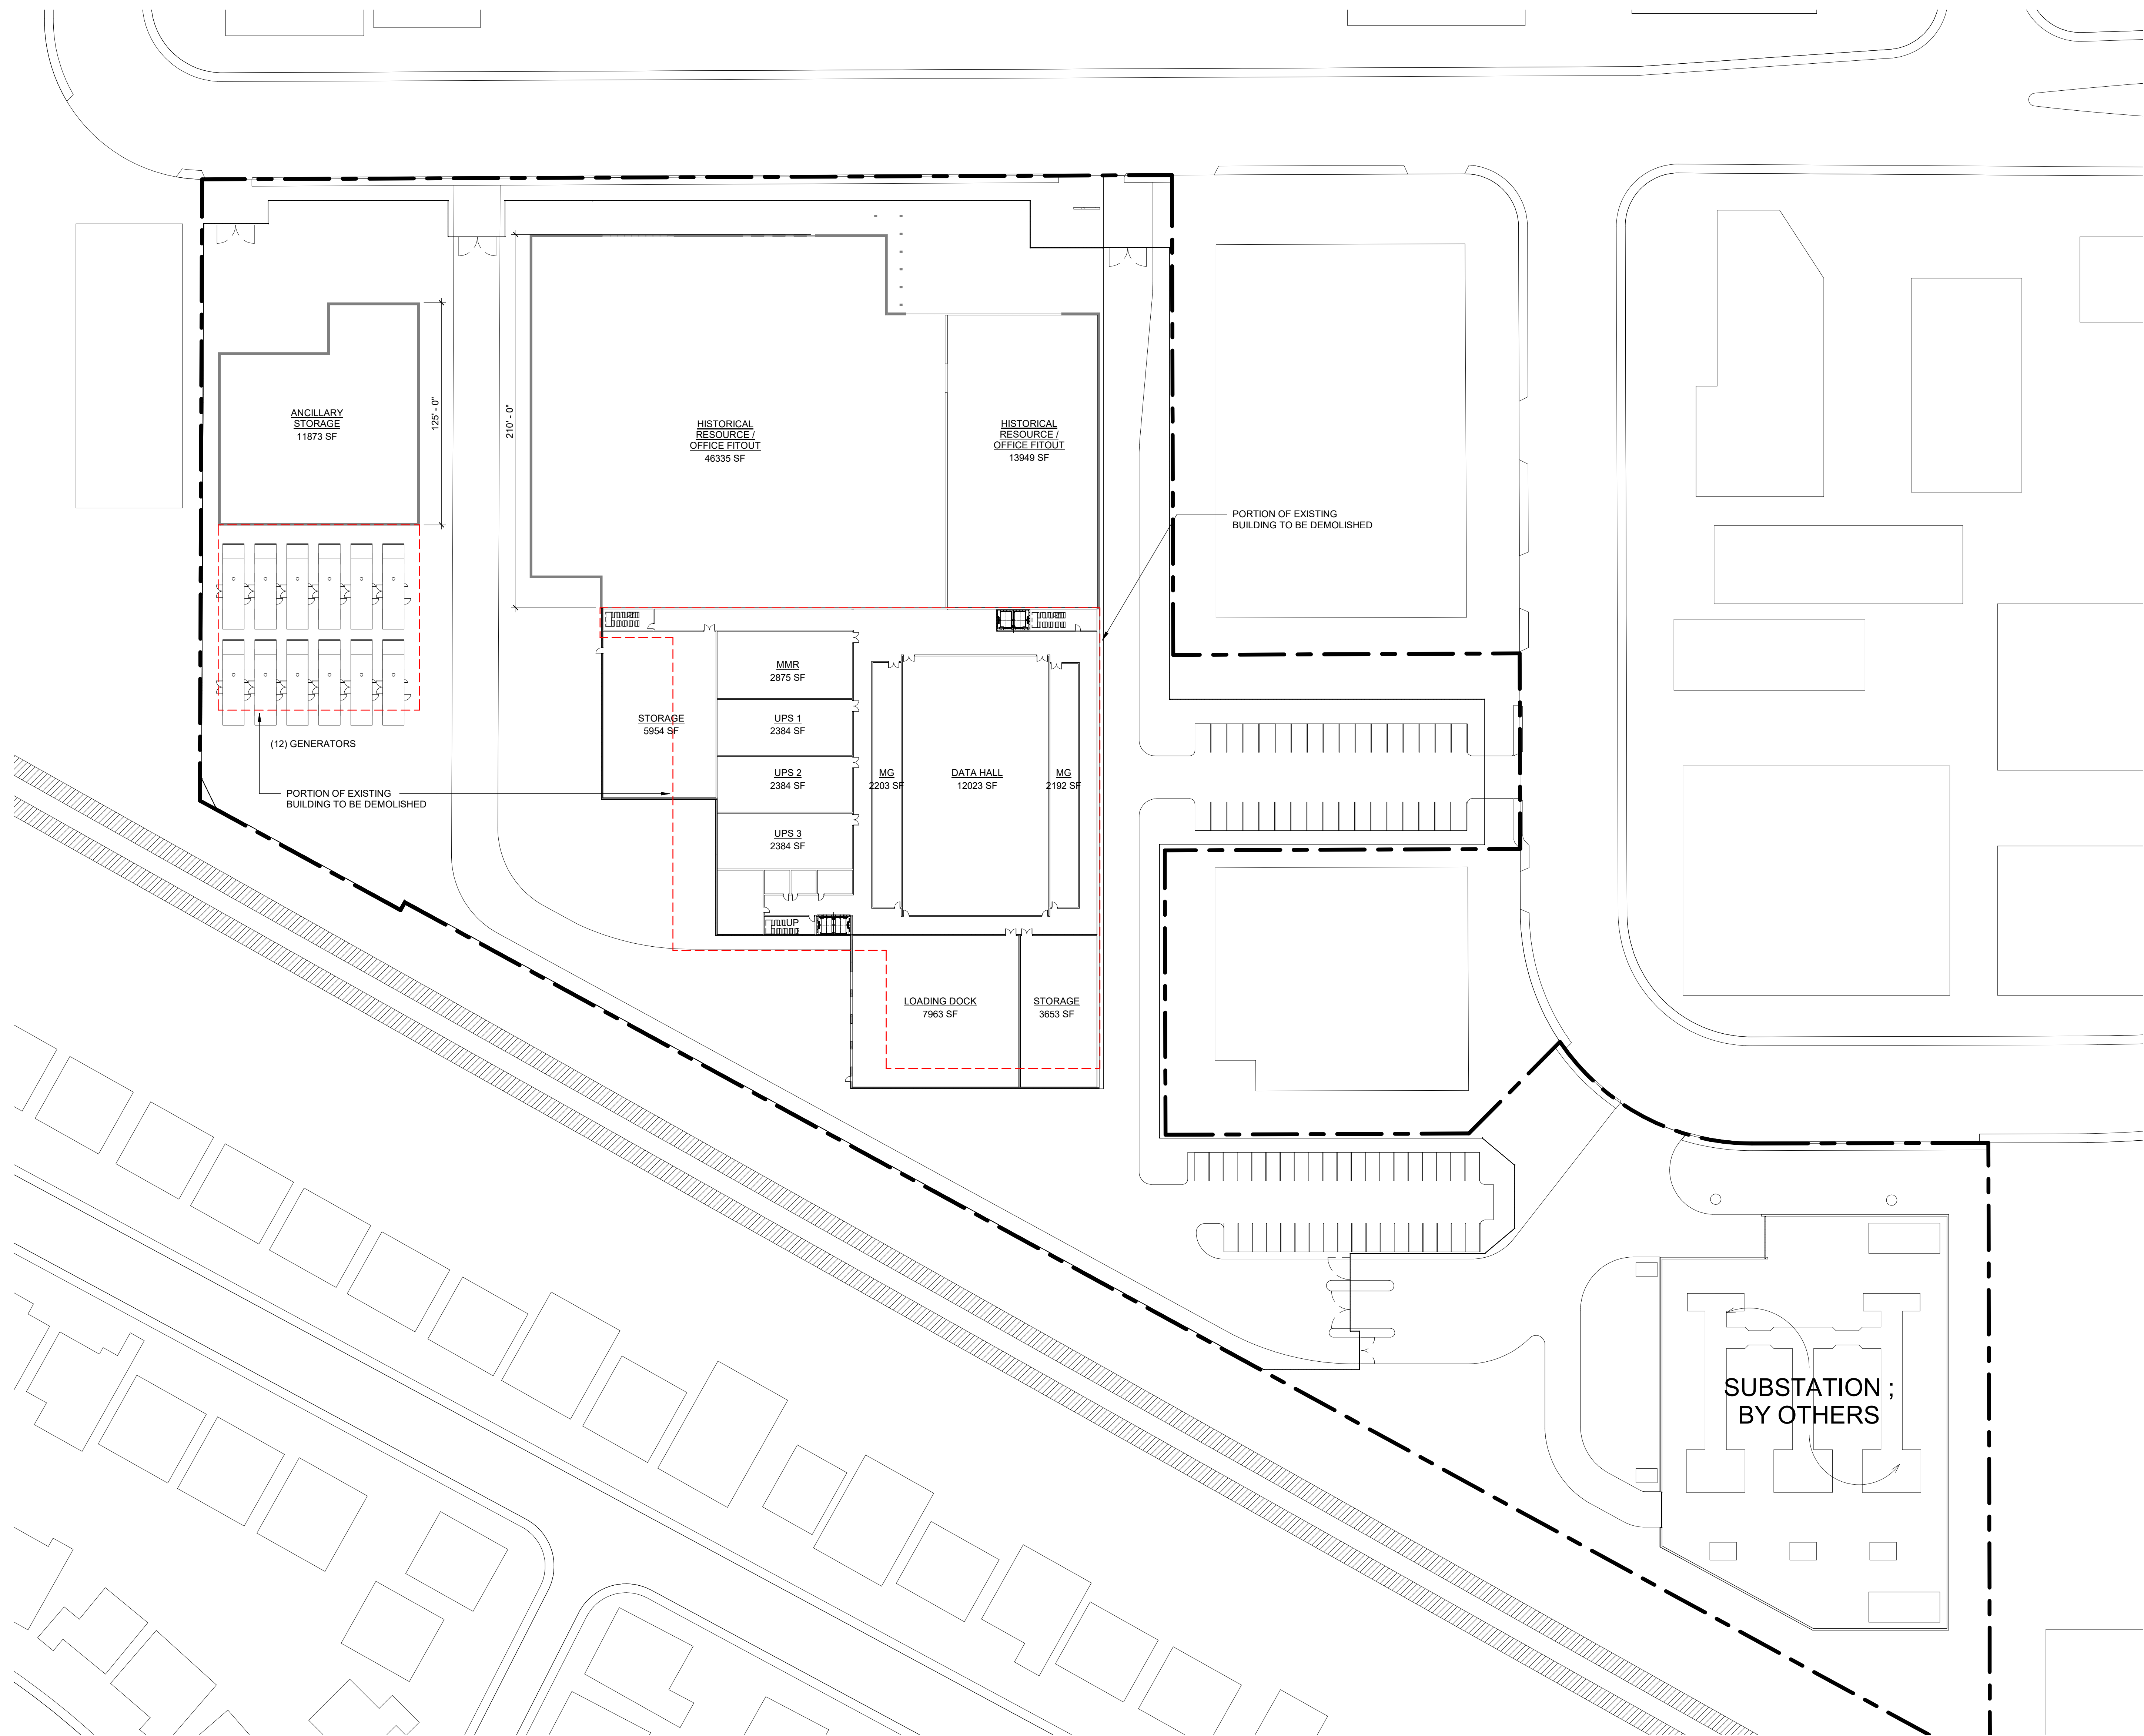 ANCILLARY
STORAGE
11873 SF
125' - 0"
210' - 0"
HISTORICAL
RESOURCE /
OFFICE FITOUT
46335 SF
HISTORICAL
RESOURCE /
OFFICE FITOUT
13949 SF
PORTION OF EXISTING
BUILDING TO BE DEMOLISHED
(12) GENERATORS
PORTION OF EXISTING
BUILDING TO BE DEMOLISHED
STORAGE
5954 SF
MMR
2875 SF
UPS 1
2384 SF
UPS 2
2384 SF
UPS 3
2384 SF
MG
2203 SF
DATA HALL
12023 SF
MG
2192 SF
UP
LOADING DOCK
7963 SF
STORAGE
3653 SF
SUBSTATION ;
BY OTHERS